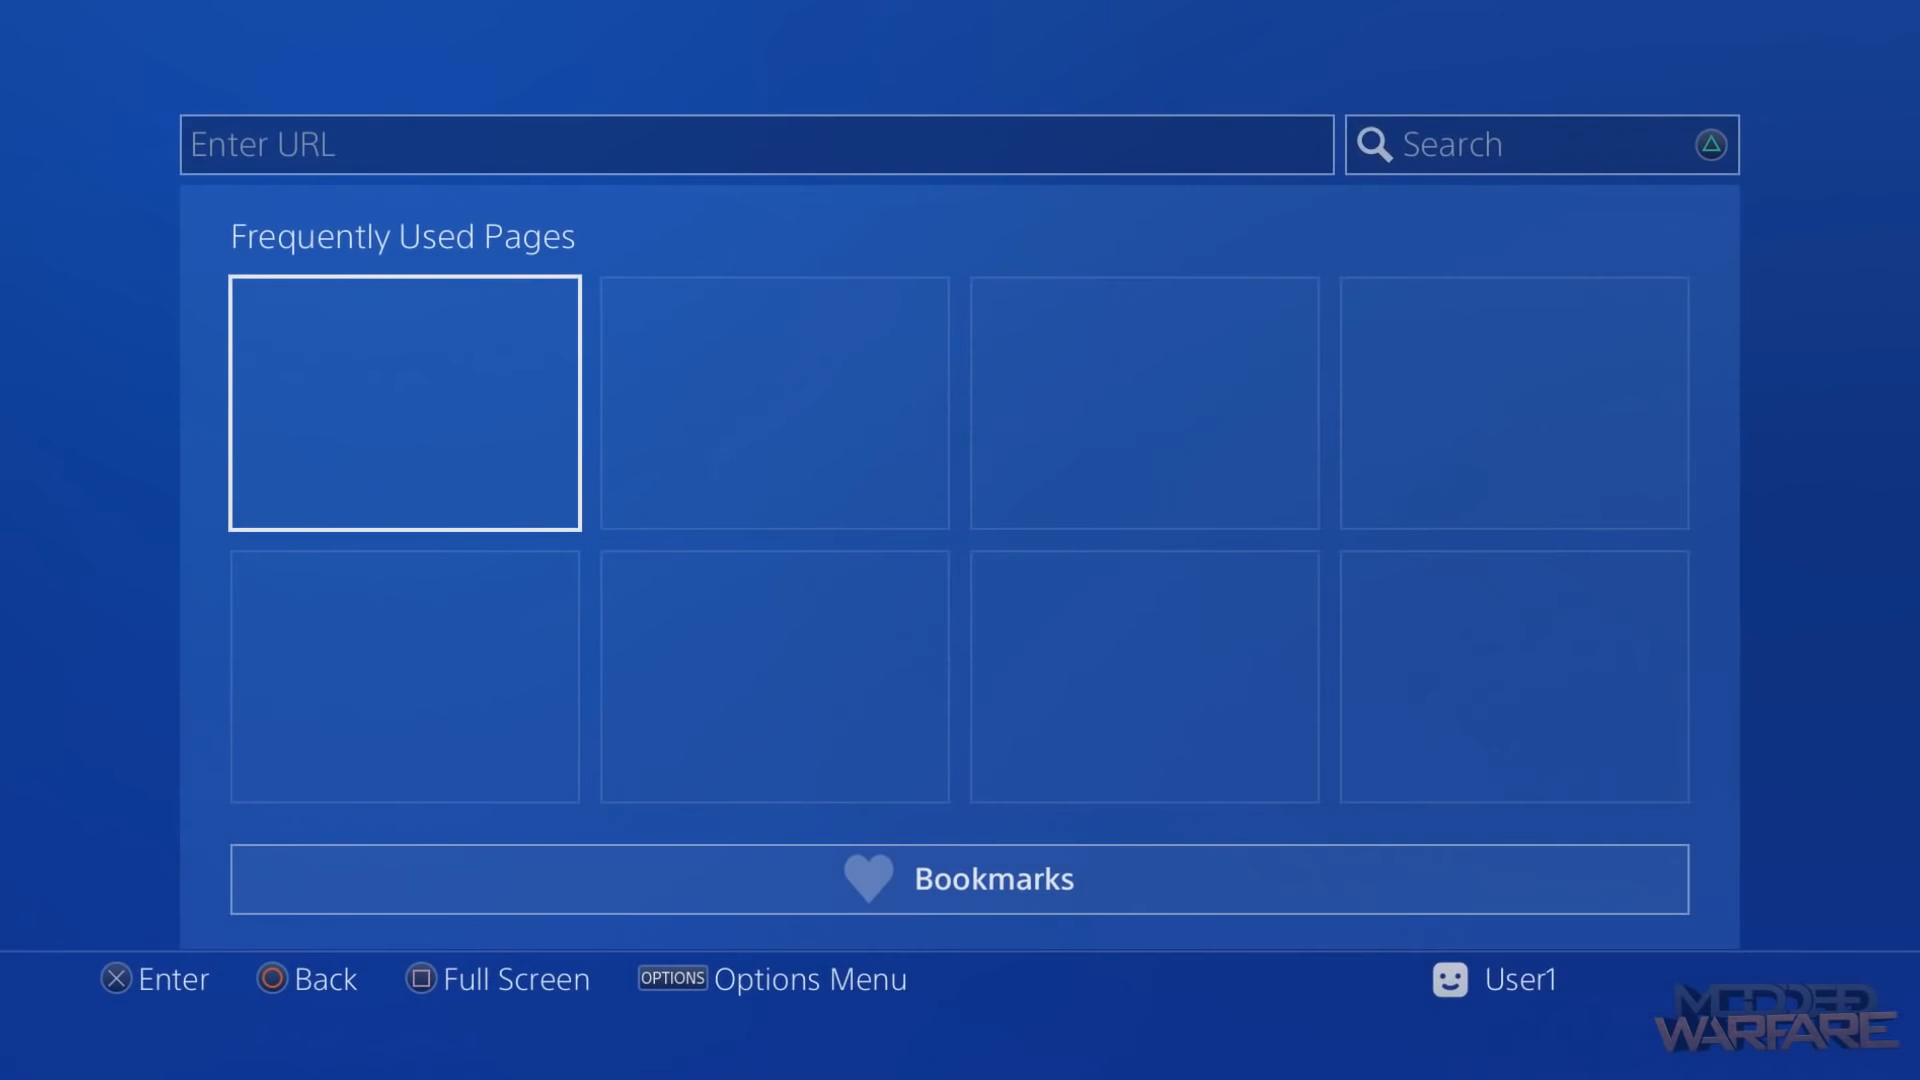 Enter URL
Search
Frequently Used Pages
Bookmarks
Enter
Back
Full Screen
OPTIONS Options Menu
User1
MODDED
WARFARE